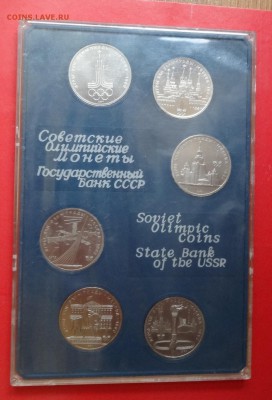 COINS.LAVE.RU
Советские
Олимпийские
Монеты
Государственный
Банк СССР
Soviet
Olympic
Coins
State Bank
of the USSR